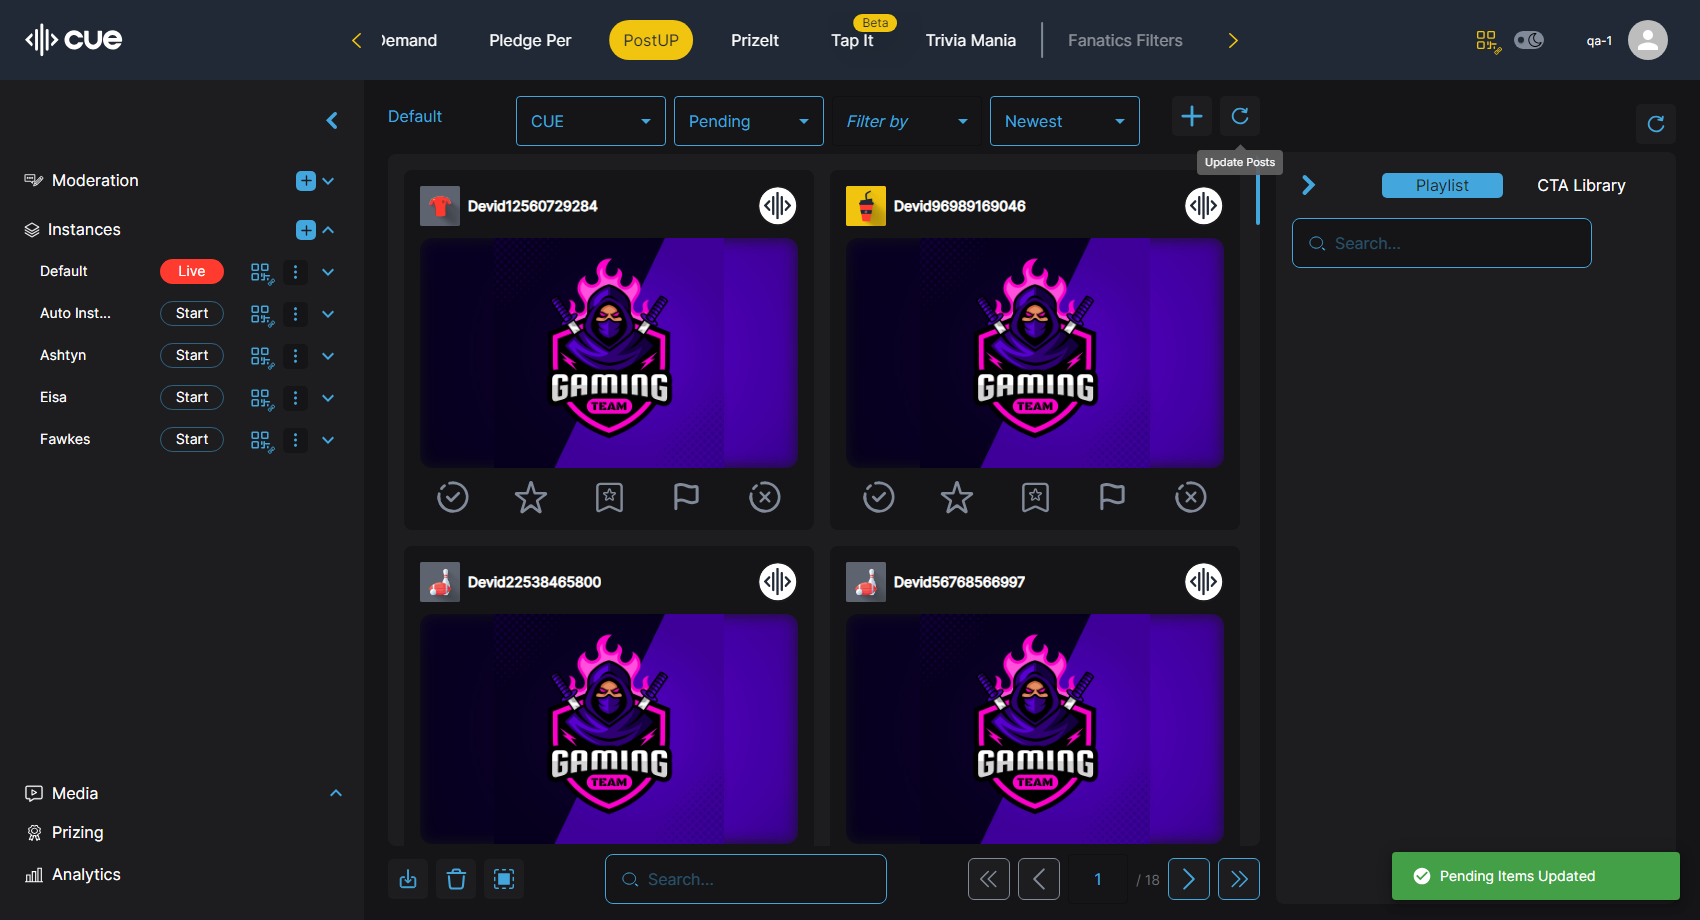 cue
Demand
Pledge Per
PostUP
PrizeIt
Beta
Tap It
Trivia Mania
Fanatics Filters
qa-1
Moderation
Instances
Default
Live
Auto Inst...
Start
Ashtyn
Start
Eisa
Start
Fawkes
Start
Media
Prizing
Analytics
Default
CUE
Pending
Filter by
Newest
Update Posts
Devid12560729284
GAMING
TEAM
Devid96989169046
GAMING
TEAM
Devid22538465800
GAMING
TEAM
Devid56768566997
GAMING
TEAM
Search...
1
/ 18
Playlist
CTA Library
Search...
Pending Items Updated